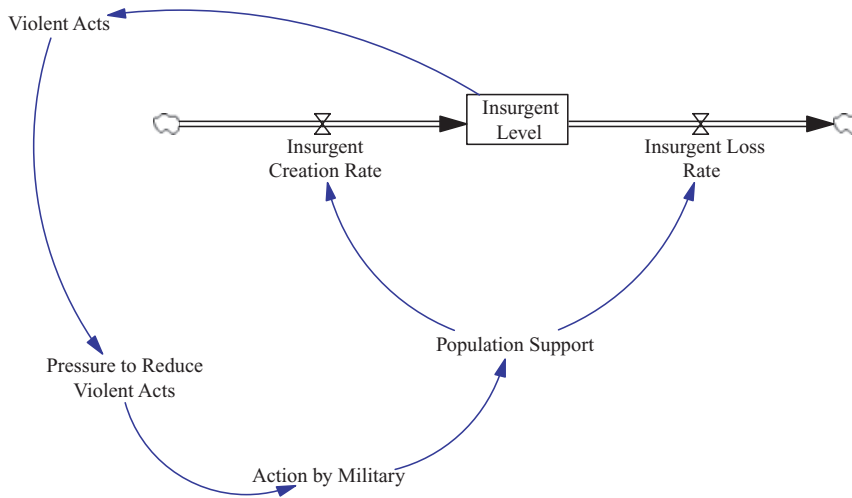 Violent Acts
Insurgent
Level
Insurgent
Creation Rate
Insurgent Loss
Rate
Population Support
Pressure to Reduce
Violent Acts
Action by Military